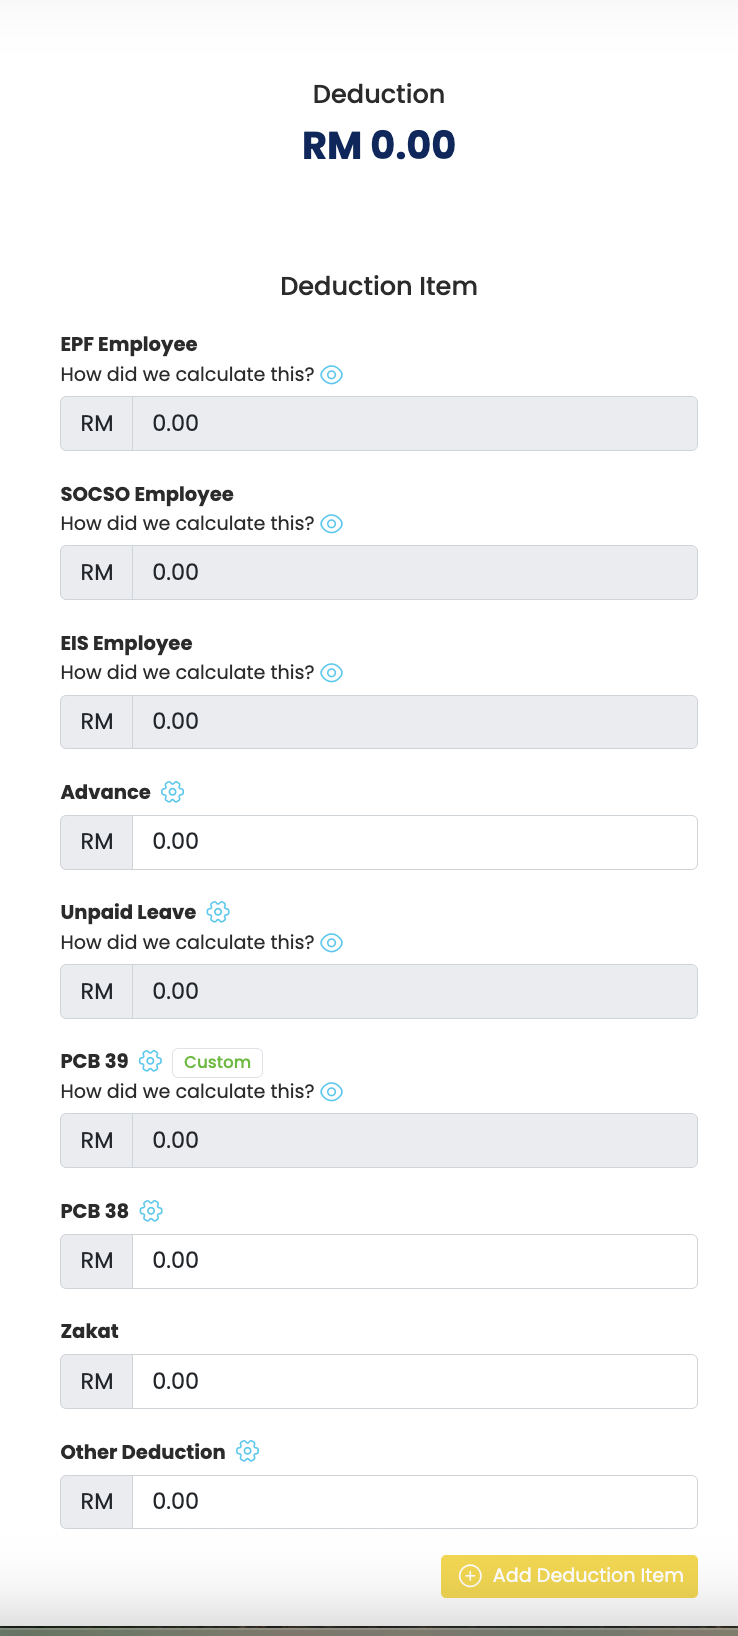 Deduction
RM 0.00
Deduction Item
EPF Employee
How did we calculate this?
RM 0.00
SOCSO Employee
How did we calculate this?
RM 0.00
EIS Employee
How did we calculate this?
RM 0.00
Advance
RM 0.00
Unpaid Leave
How did we calculate this?
RM 0.00
PCB 39 Custom
How did we calculate this?
RM 0.00
PCB 38
RM 0.00
Zakat
RM 0.00
Other Deduction
RM 0.00
Add Deduction Item